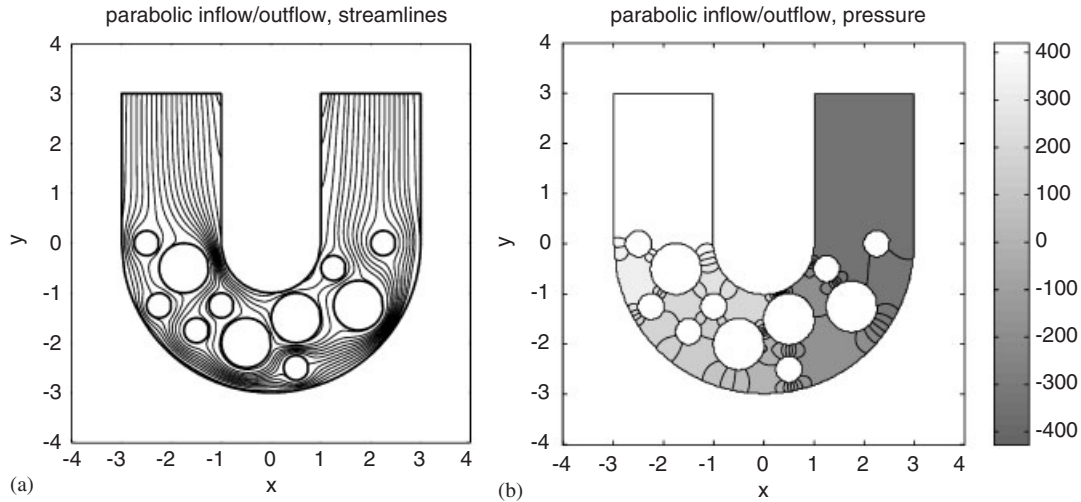 parabolic inflow/outflow, streamlines
4
3
2
1
0
-1
-2
-3
-4
y
-4 -3 -2 -1 0 1 2 3 4
x
(a)
parabolic inflow/outflow, pressure
4
3
2
1
0
-1
-2
-3
-4
y
-4 -3 -2 -1 0 1 2 3 4
x
(b)
400
300
200
100
0
-100
-200
-300
-400